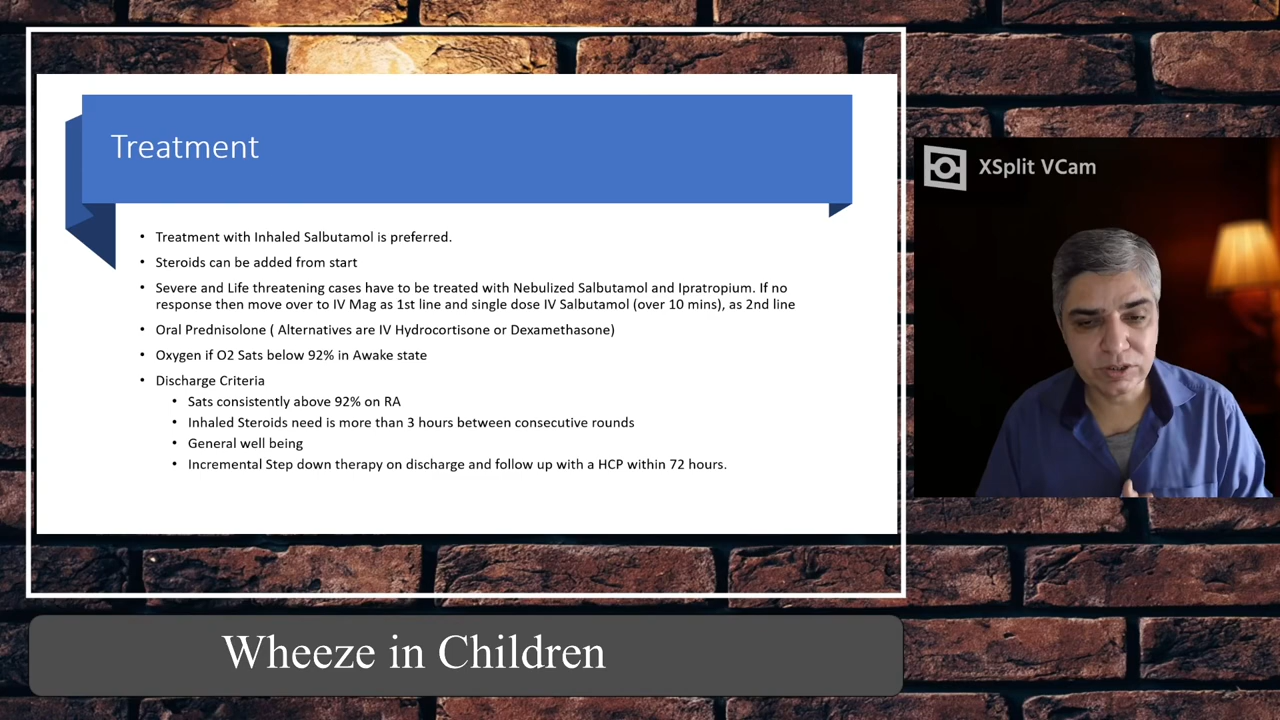 Treatment
• Treatment with Inhaled Salbutamol is preferred.
• Steroids can be added from start
• Severe and Life threatening cases have to be treated with Nebulized Salbutamol and Ipratropium. If no
response then move over to IV Mag as 1st line and single dose IV Salbutamol (over 10 mins), as 2nd line
• Oral Prednisolone ( Alternatives are IV Hydrocortisone or Dexamethasone)
• Oxygen if O2 Sats below 92% in Awake state
• Discharge Criteria
• Sats consistently above 92% on RA
• Inhaled Steroids need is more than 3 hours between consecutive rounds
• General well being
• Incremental Step down therapy on discharge and follow up with a HCP within 72 hours.
XSplit VCam
Wheeze in Children